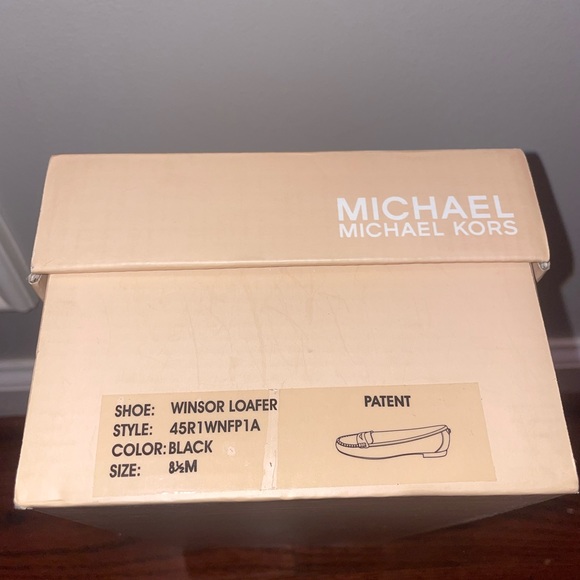 MICHAEL
MICHAEL KORS
SHOE: WINSOR LOAFER
STYLE: 45R1WNFP1A
COLOR: BLACK
SIZE: 8½M
PATENT